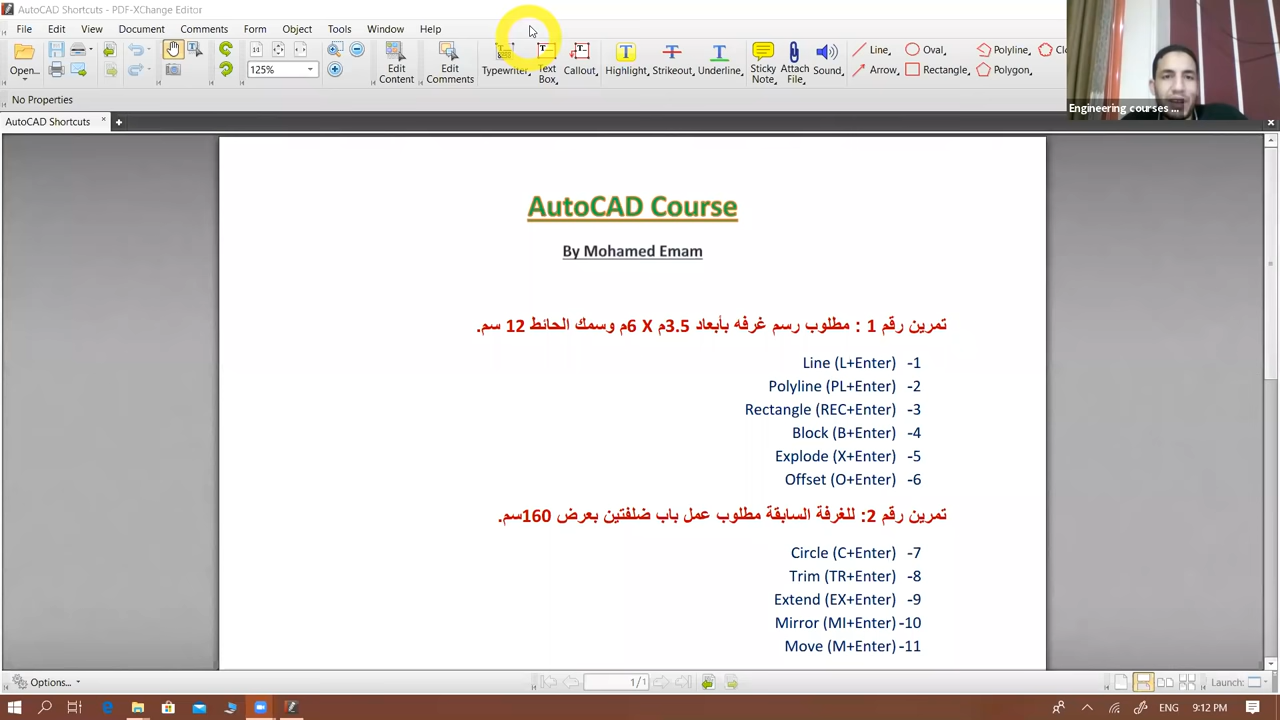 AutoCAD Shortcuts - PDF-XChange Editor
File Edit View Document Comments Form Object Tools Window Help
Open...
125%
Edit Content
Edit Comments
Typewriter
Text Box
Callout
Highlight
Strikeout
Underline
Sticky Note
Attach File
Sound
Line
Arrow
Oval
Rectangle
Polyline
Polygon
No Properties
Engineering courses ...
AutoCAD Shortcuts
AutoCAD Course
By Mohamed Emam
تمرين رقم 1 : مطلوب رسم غرفه بأبعاد 3.5م X 6م وسمك الحائط 12 سم.
Line (L+Enter) -1
Polyline (PL+Enter) -2
Rectangle (REC+Enter) -3
Block (B+Enter) -4
Explode (X+Enter) -5
Offset (O+Enter) -6
تمرين رقم 2: للغرفة السابقة مطلوب عمل باب ضلفتين بعرض 160سم.
Circle (C+Enter) -7
Trim (TR+Enter) -8
Extend (EX+Enter) -9
Mirror (MI+Enter) -10
Move (M+Enter) -11
Options...
1/1
Launch:
ENG 9:12 PM